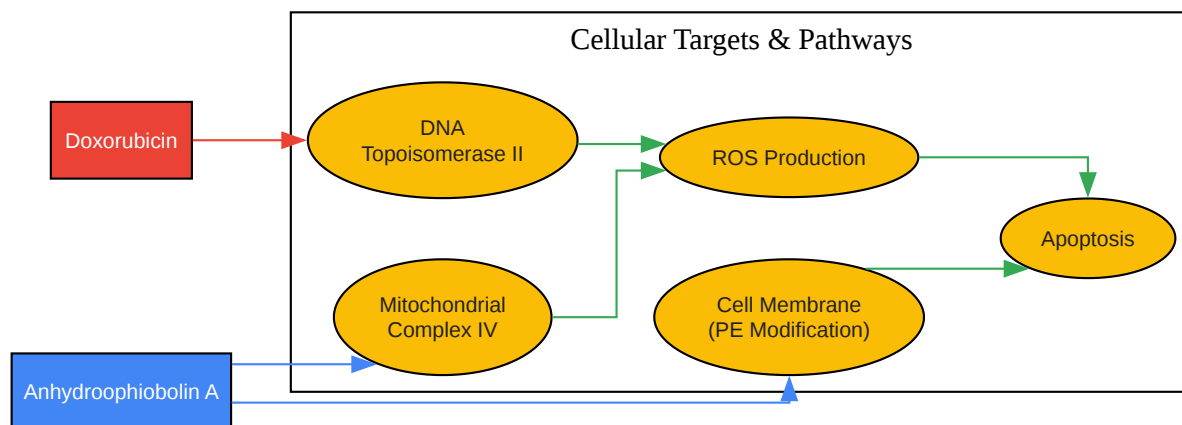 Cellular Targets & Pathways
Doxorubicin
DNA
Topoisomerase II
ROS Production
Apoptosis
Mitochondrial
Complex IV
Cell Membrane
(PE Modification)
Anhydroophiobolin A